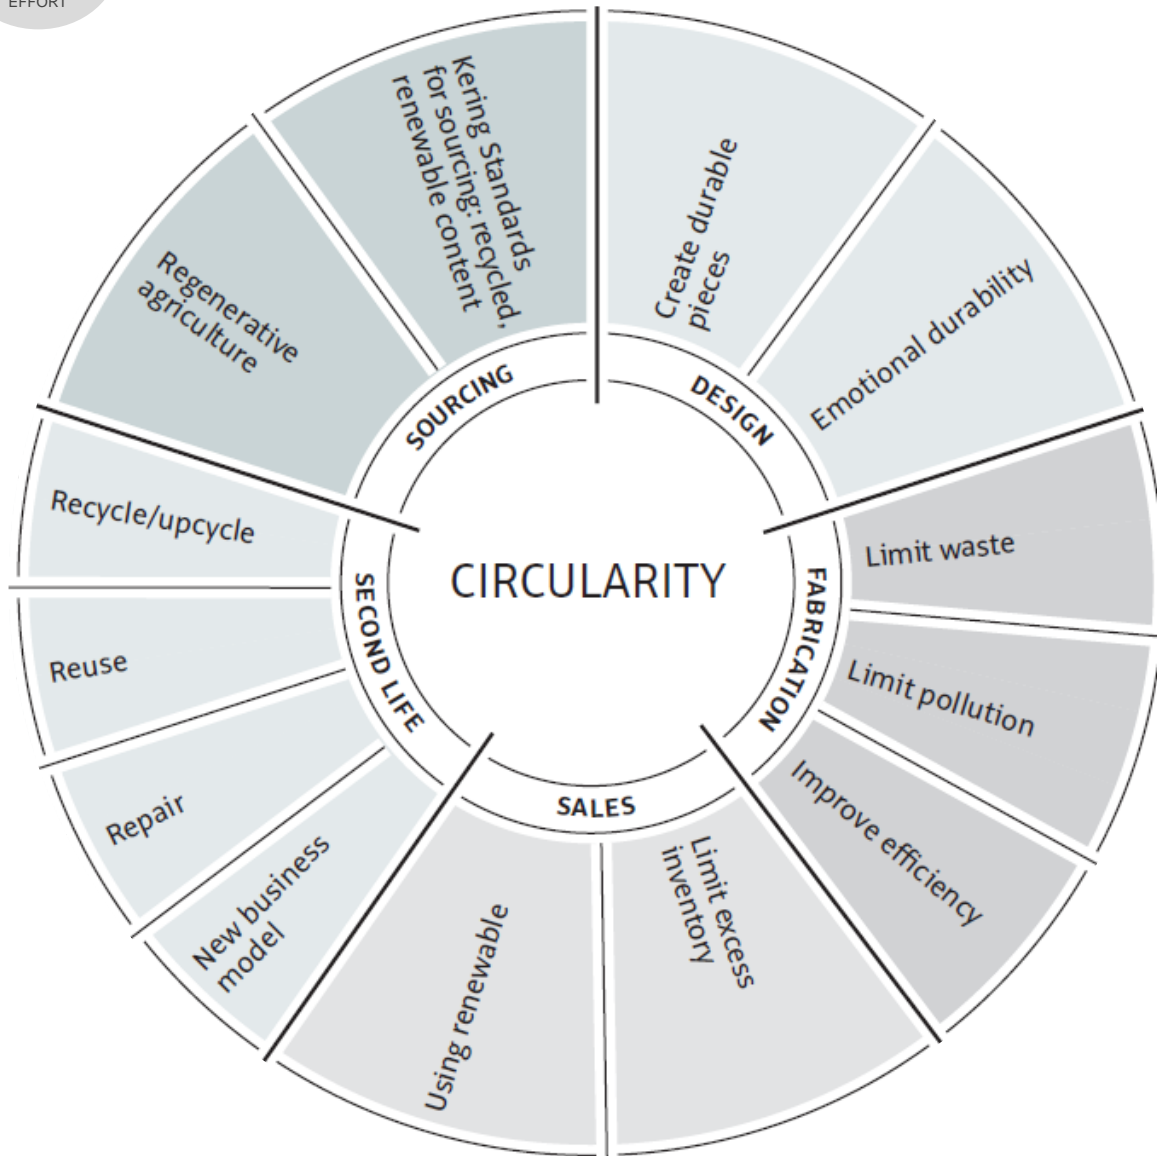 EFFORT
Kering Standards
for sourcing: recycled,
renewable content
Create durable
pieces
Emotional durability
Regenerative
agriculture
SOURCING
DESIGN
Recycle/upcycle
Limit waste
CIRCULARITY
SECOND LIFE
FABRICATION
Reuse
Limit pollution
Repair
Improve efficiency
SALES
New business
model
Using renewable
Limit excess
inventory